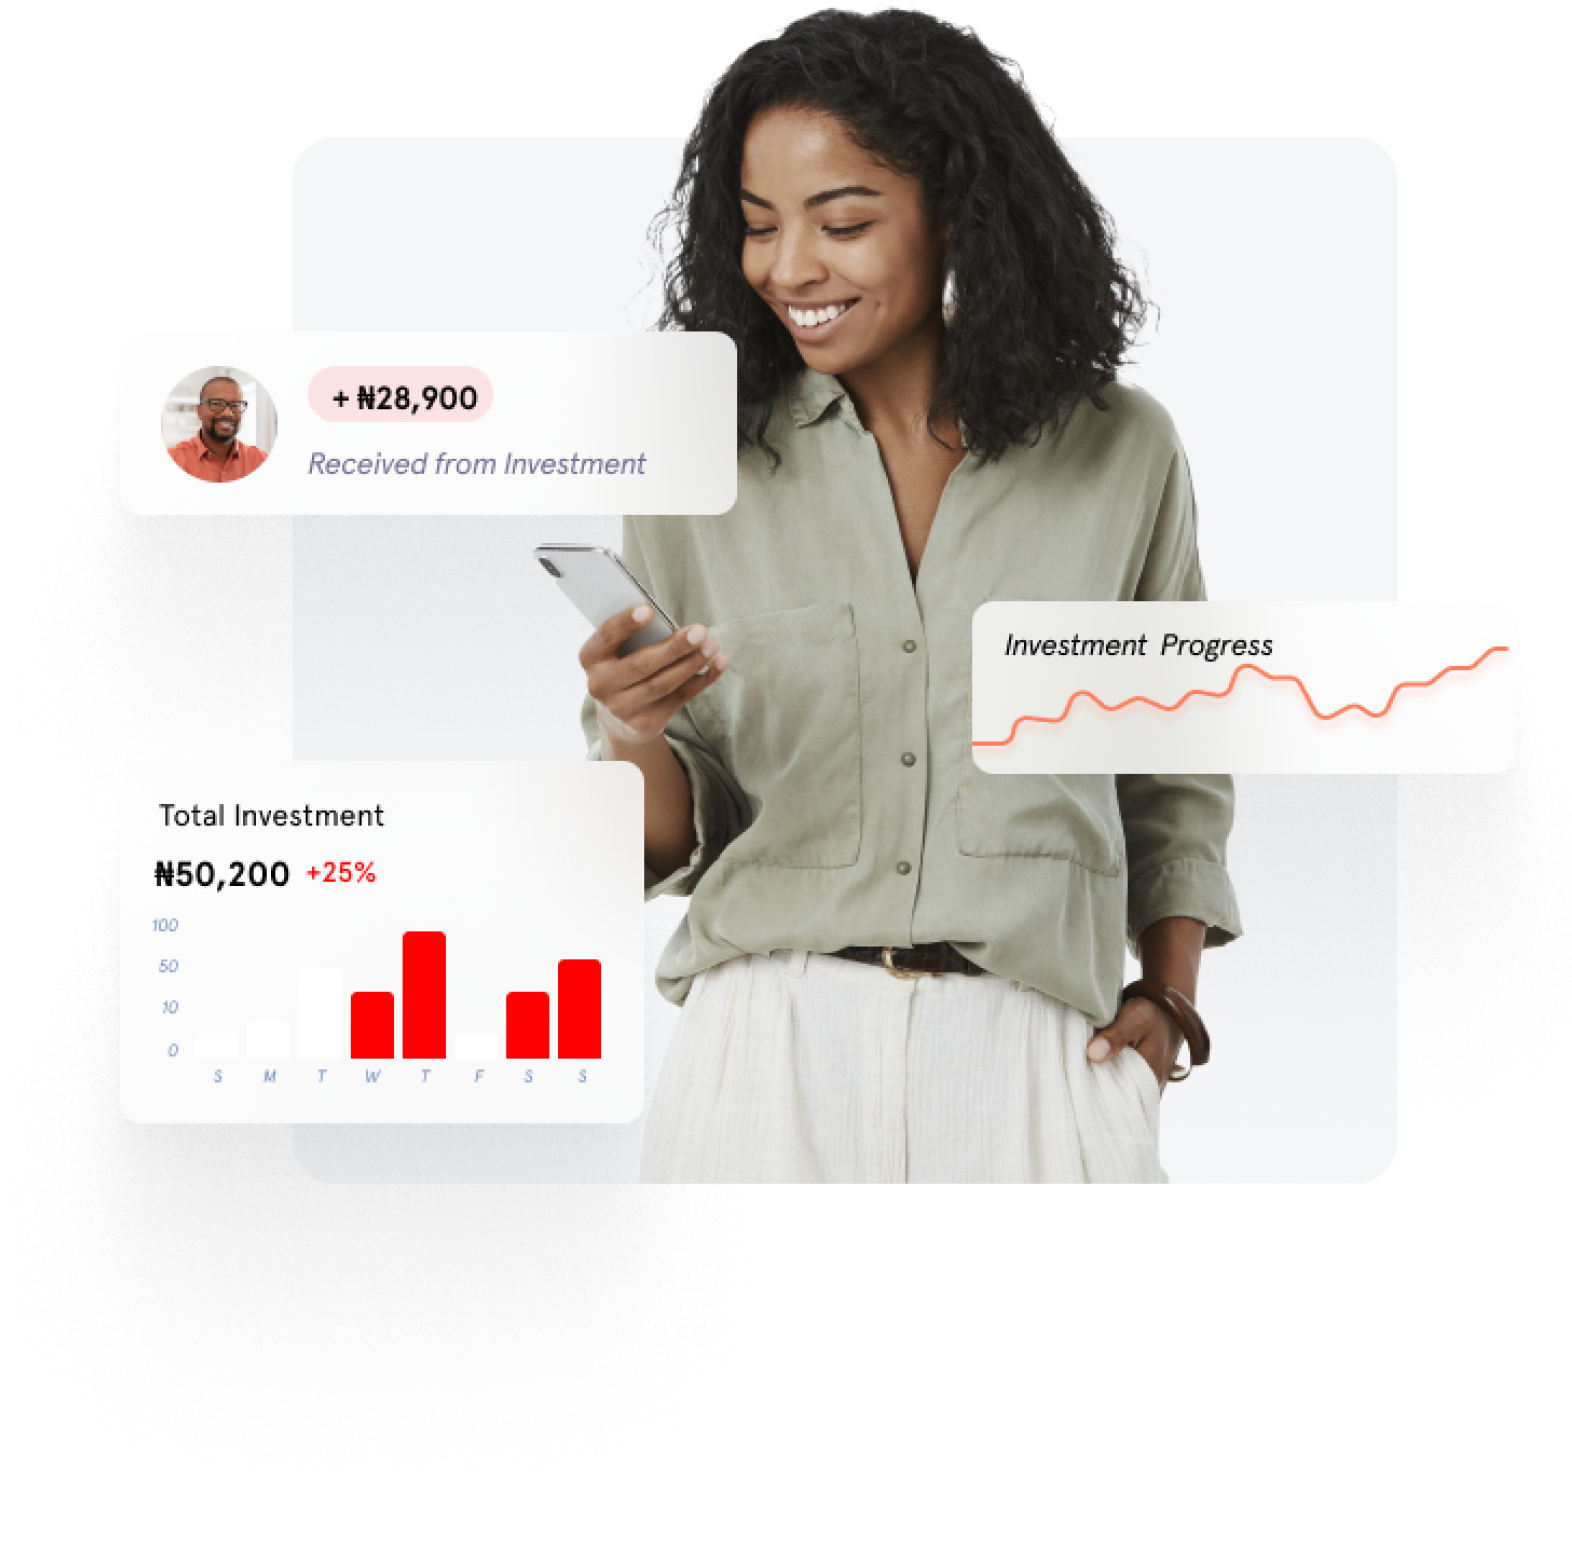 + ₦28,900
Received from Investment
Investment Progress
Total Investment
₦50,200 +25%
100
50
10
0
S M T W T F S S